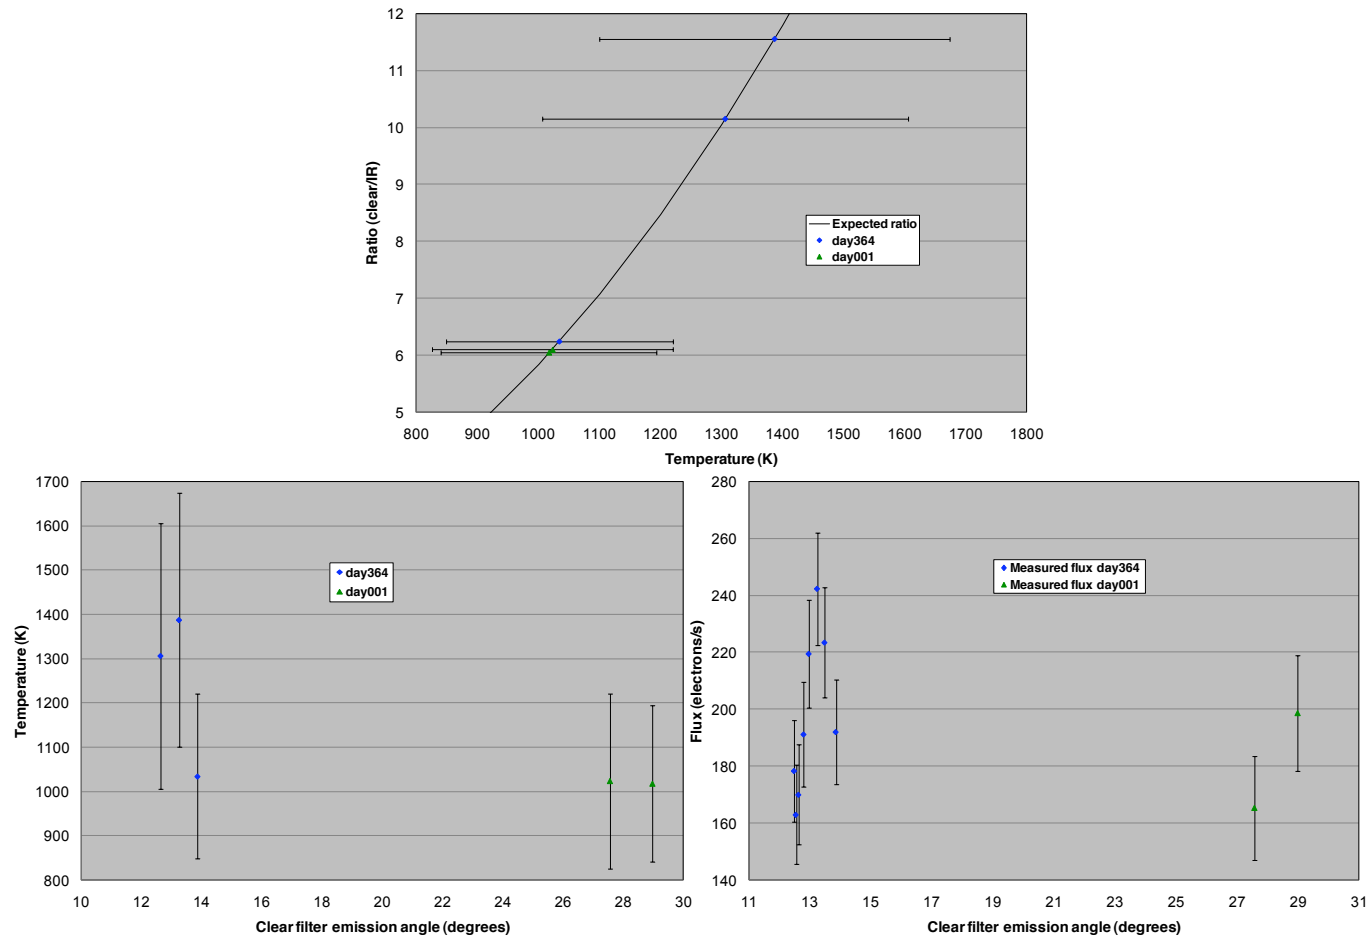 12
11
10
9
8
7
6
5
Ratio (clear/IR)
Expected ratio
day364
day001
800 900 1000 1100 1200 1300 1400 1500 1600 1700 1800
Temperature (K)
1700
1600
1500
1400
1300
1200
1100
1000
900
800
Temperature (K)
day364
day001
10 12 14 16 18 20 22 24 26 28 30
Clear filter emission angle (degrees)
280
260
240
220
200
180
160
140
Flux (electrons/s)
Measured flux day364
Measured flux day001
11 13 15 17 19 21 23 25 27 29 31
Clear filter emission angle (degrees)